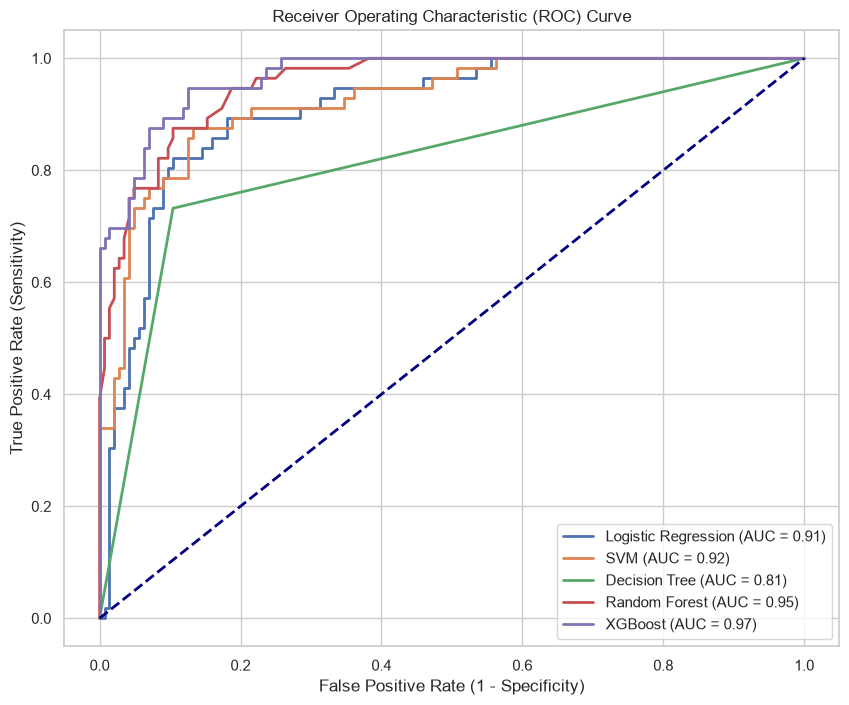 Receiver Operating Characteristic (ROC) Curve
True Positive Rate (Sensitivity)
1.0
0.8
0.6
0.4
0.2
0.0
Logistic Regression (AUC = 0.91)
SVM (AUC = 0.92)
Decision Tree (AUC = 0.81)
Random Forest (AUC = 0.95)
XGBoost (AUC = 0.97)
0.0 0.2 0.4 0.6 0.8 1.0
False Positive Rate (1 - Specificity)